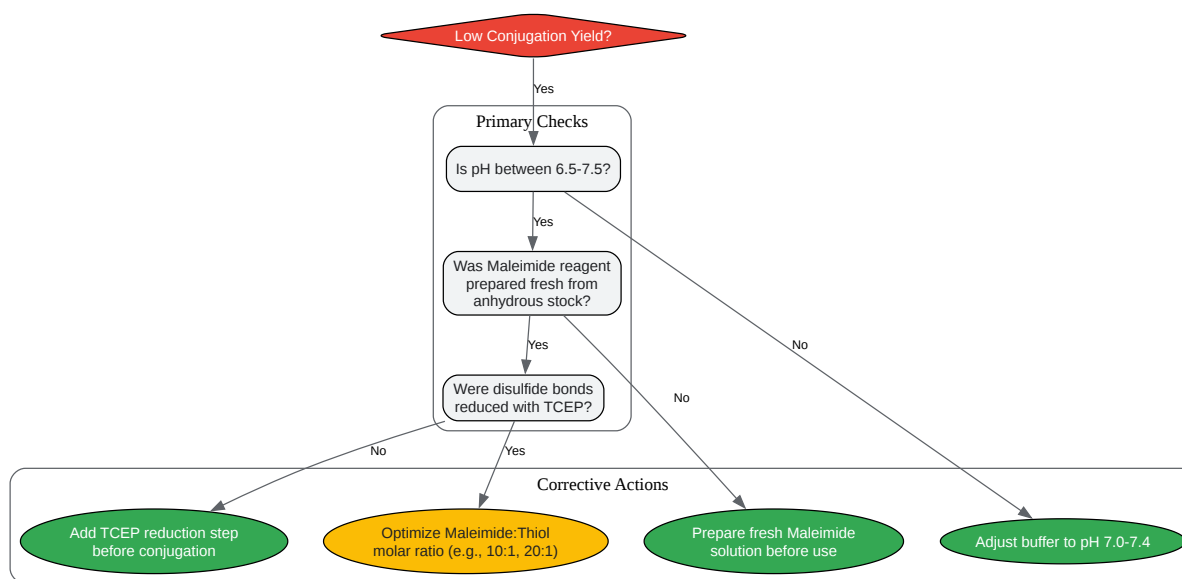 Low Conjugation Yield?
Yes
Primary Checks
Is pH between 6.5-7.5?
Yes
Was Maleimide reagent
prepared fresh from
anhydrous stock?
Yes
No
Were disulfide bonds
reduced with TCEP?
No
No
Yes
Corrective Actions
Add TCEP reduction step
before conjugation
Optimize Maleimide:Thiol
molar ratio (e.g., 10:1, 20:1)
Prepare fresh Maleimide
solution before use
Adjust buffer to pH 7.0-7.4